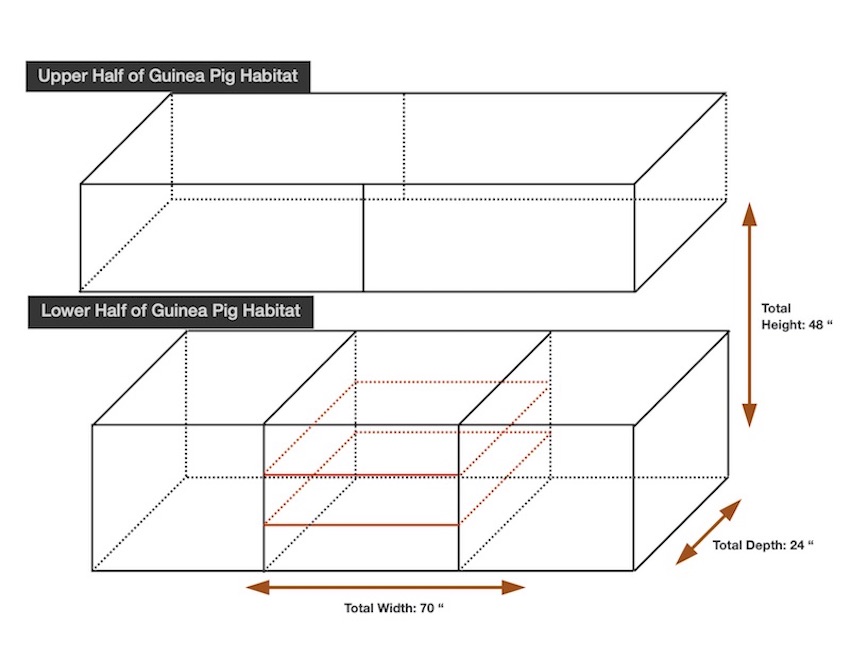 Upper Half of Guinea Pig Habitat
Lower Half of Guinea Pig Habitat
Total
Height: 48 “
Total Depth: 24 “
Total Width: 70 “